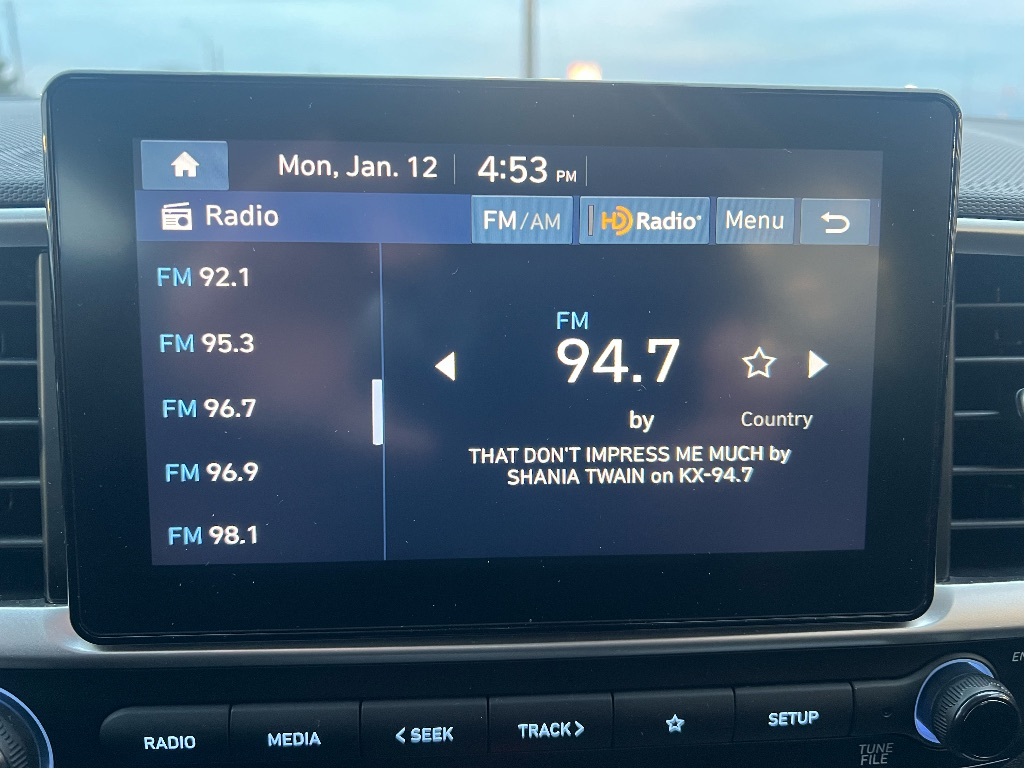 Mon, Jan. 12 4:53 PM
Radio FM/AM HD Radio® Menu
FM 92.1
FM 95.3
FM 96.7
FM 96.9
FM 98.1
FM
94.7
by Country
THAT DON'T IMPRESS ME MUCH by
SHANIA TWAIN on KX-94.7
RADIO MEDIA < SEEK TRACK > SETUP
TUNE
FILE